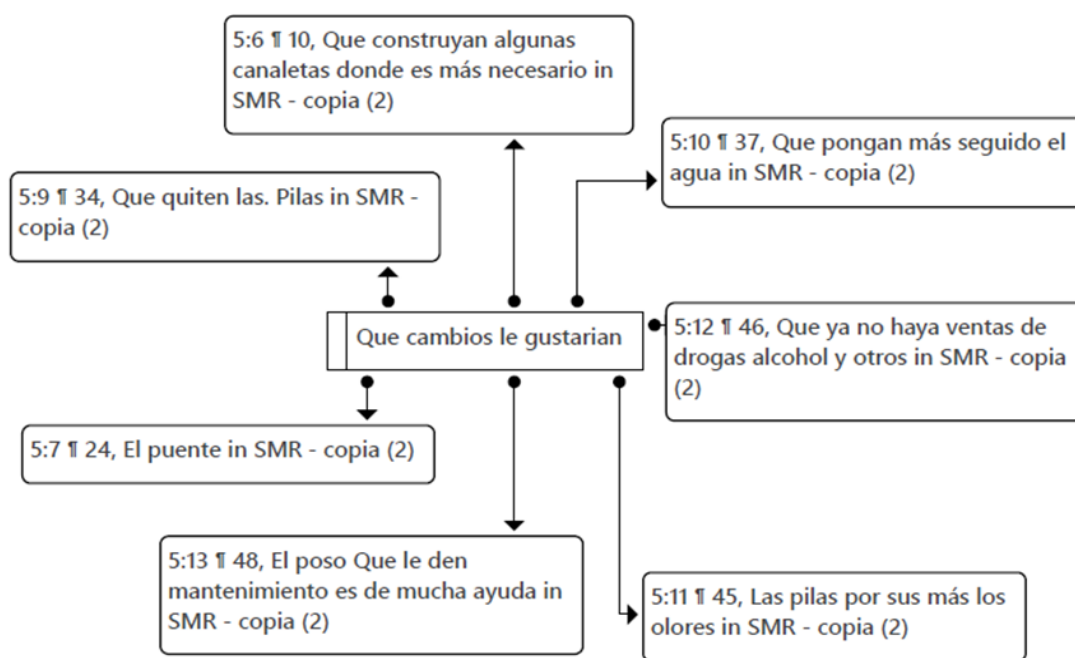 5:6 ¶ 10, Que construyan algunas
canaletas donde es más necesario in
SMR - copia (2)
5:10 ¶ 37, Que pongan más seguido el
agua in SMR - copia (2)
5:9 ¶ 34, Que quiten las. Pilas in SMR -
copia (2)
Que cambios le gustarian
5:12 ¶ 46, Que ya no haya ventas de
drogas alcohol y otros in SMR - copia
(2)
5:7 ¶ 24, El puente in SMR - copia (2)
5:13 ¶ 48, El poso Que le den
mantenimiento es de mucha ayuda in
SMR - copia (2)
5:11 ¶ 45, Las pilas por sus más los
olores in SMR - copia (2)